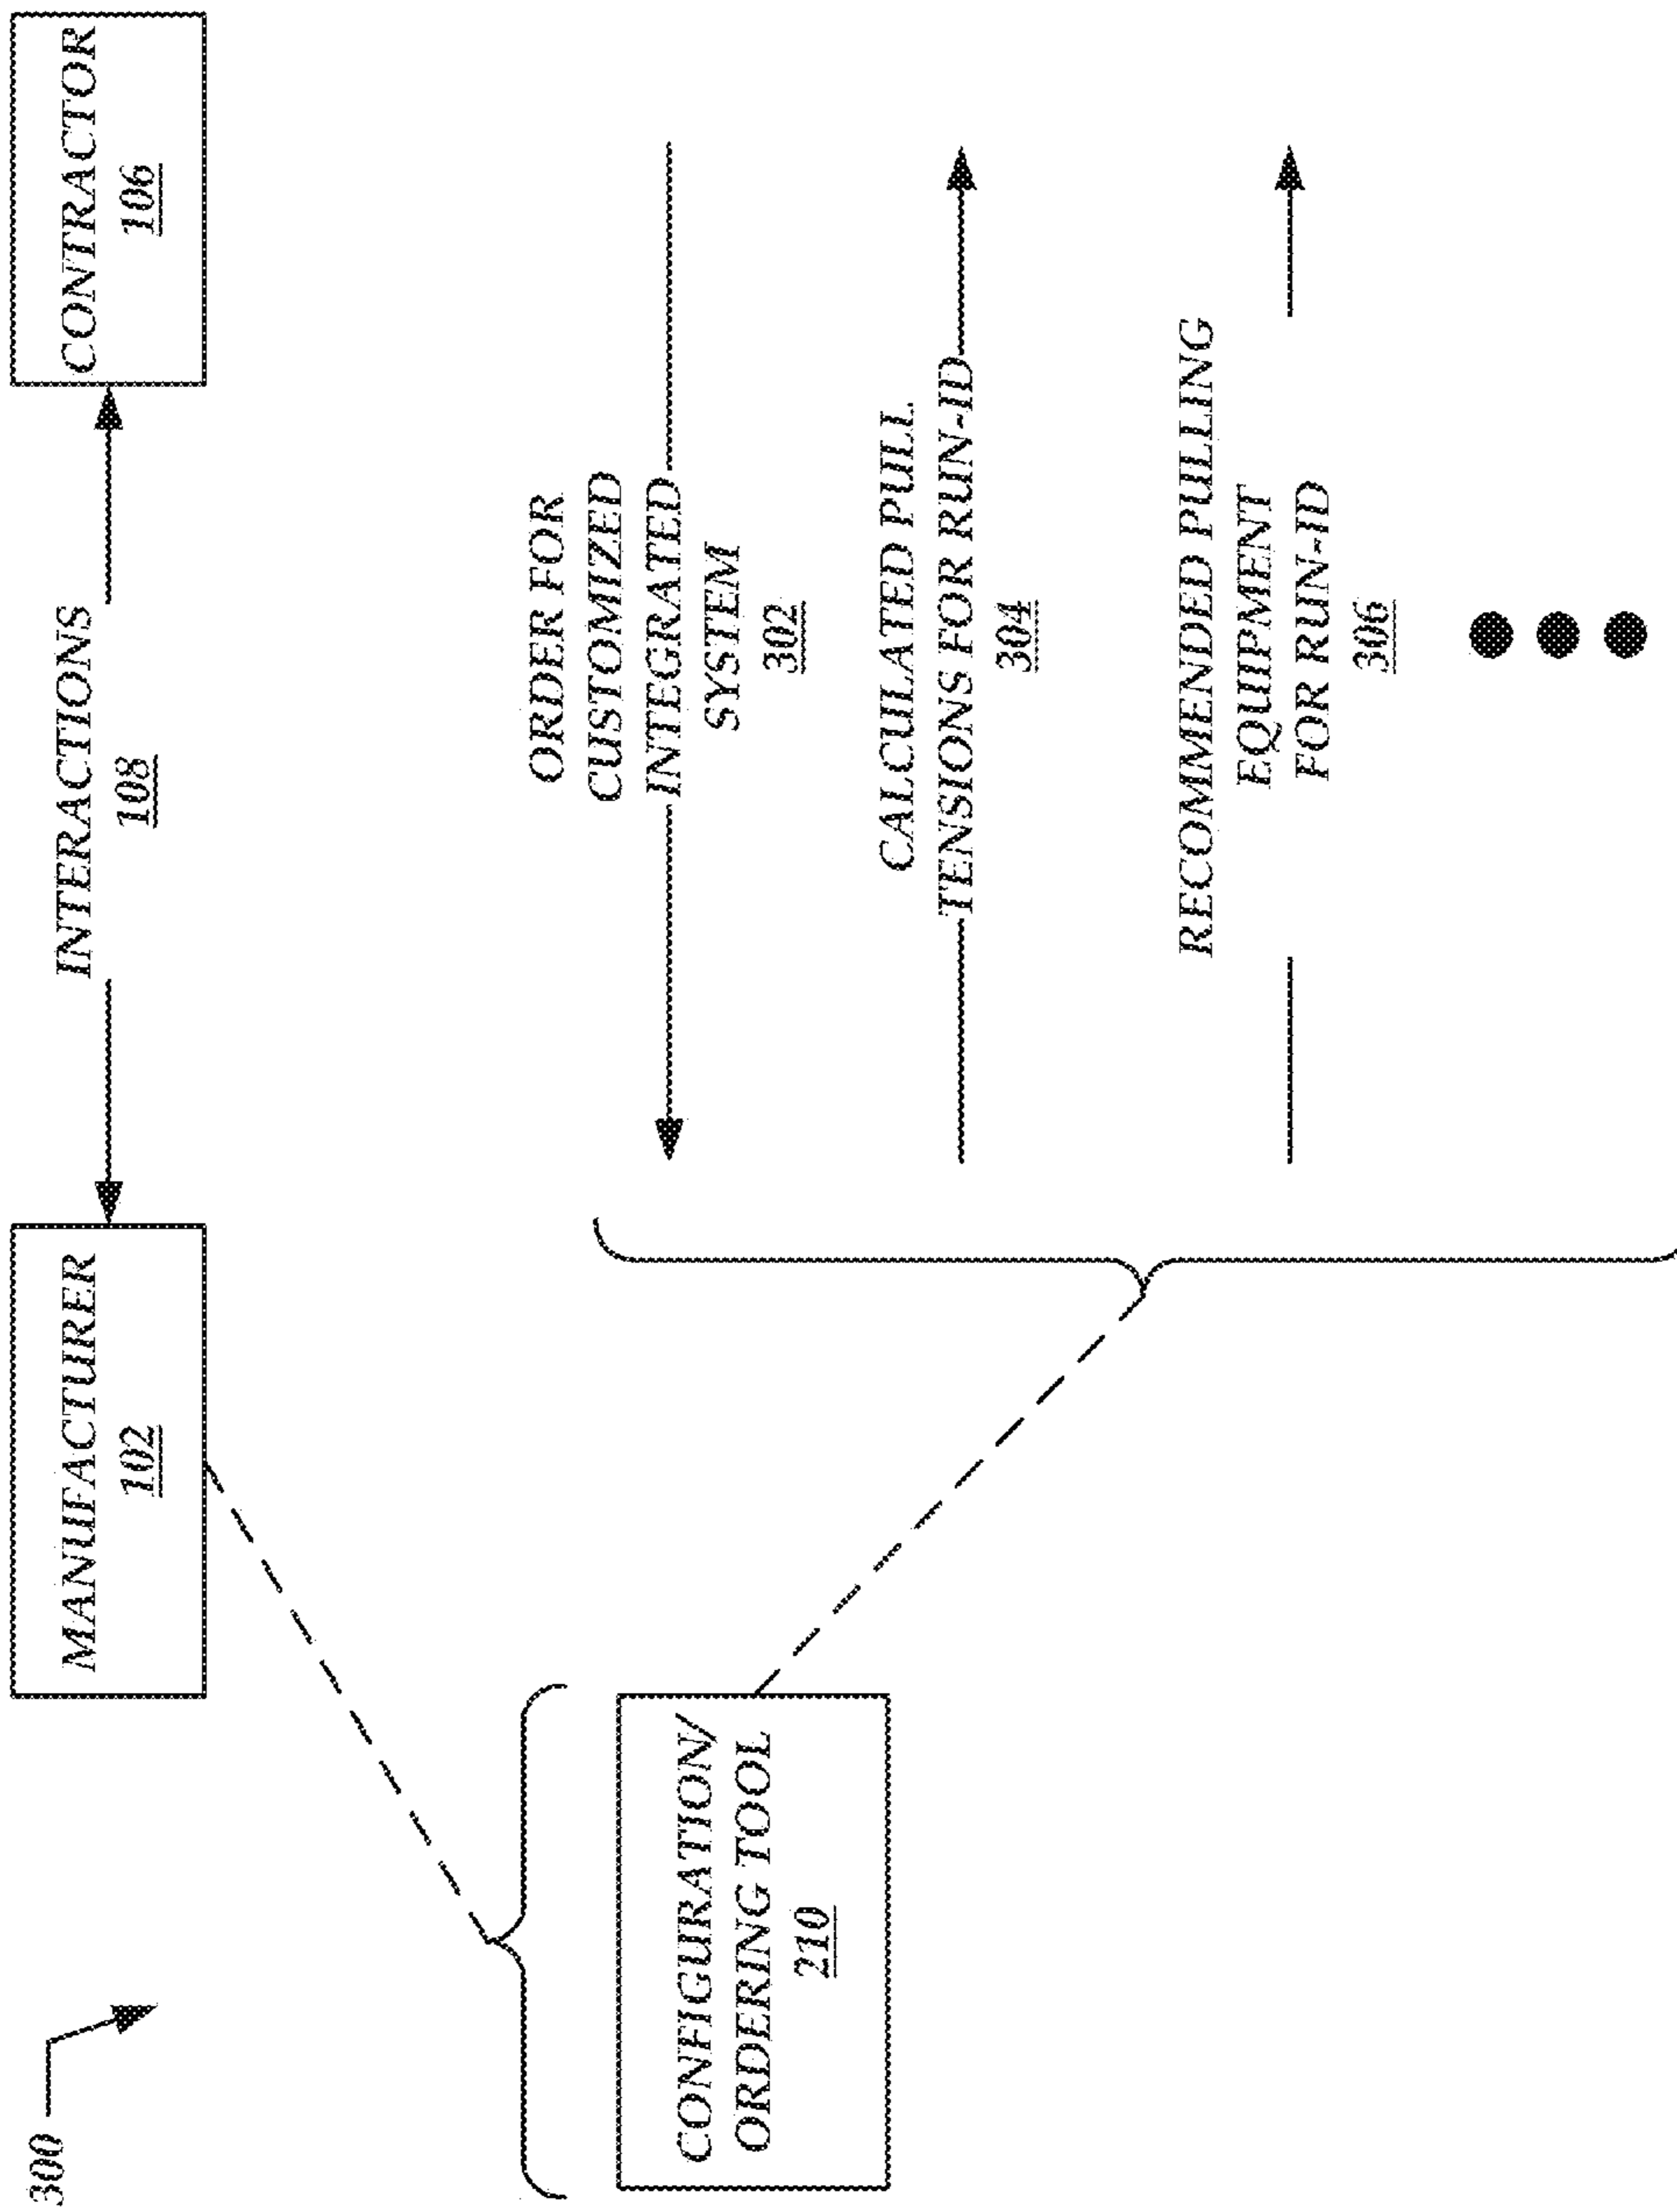 300
MANUFACTURER
102
INTERACTIONS
108
CONTRACTOR
106
CONFIGURATION/
ORDERING TOOL
210
ORDER FOR
CUSTOMIZED
INTEGRATED
SYSTEM
302
CALCULATED PULL
TENSIONS FOR RUN-ID
304
RECOMMENDED PULLING
EQUIPMENT
FOR RUN-ID
306